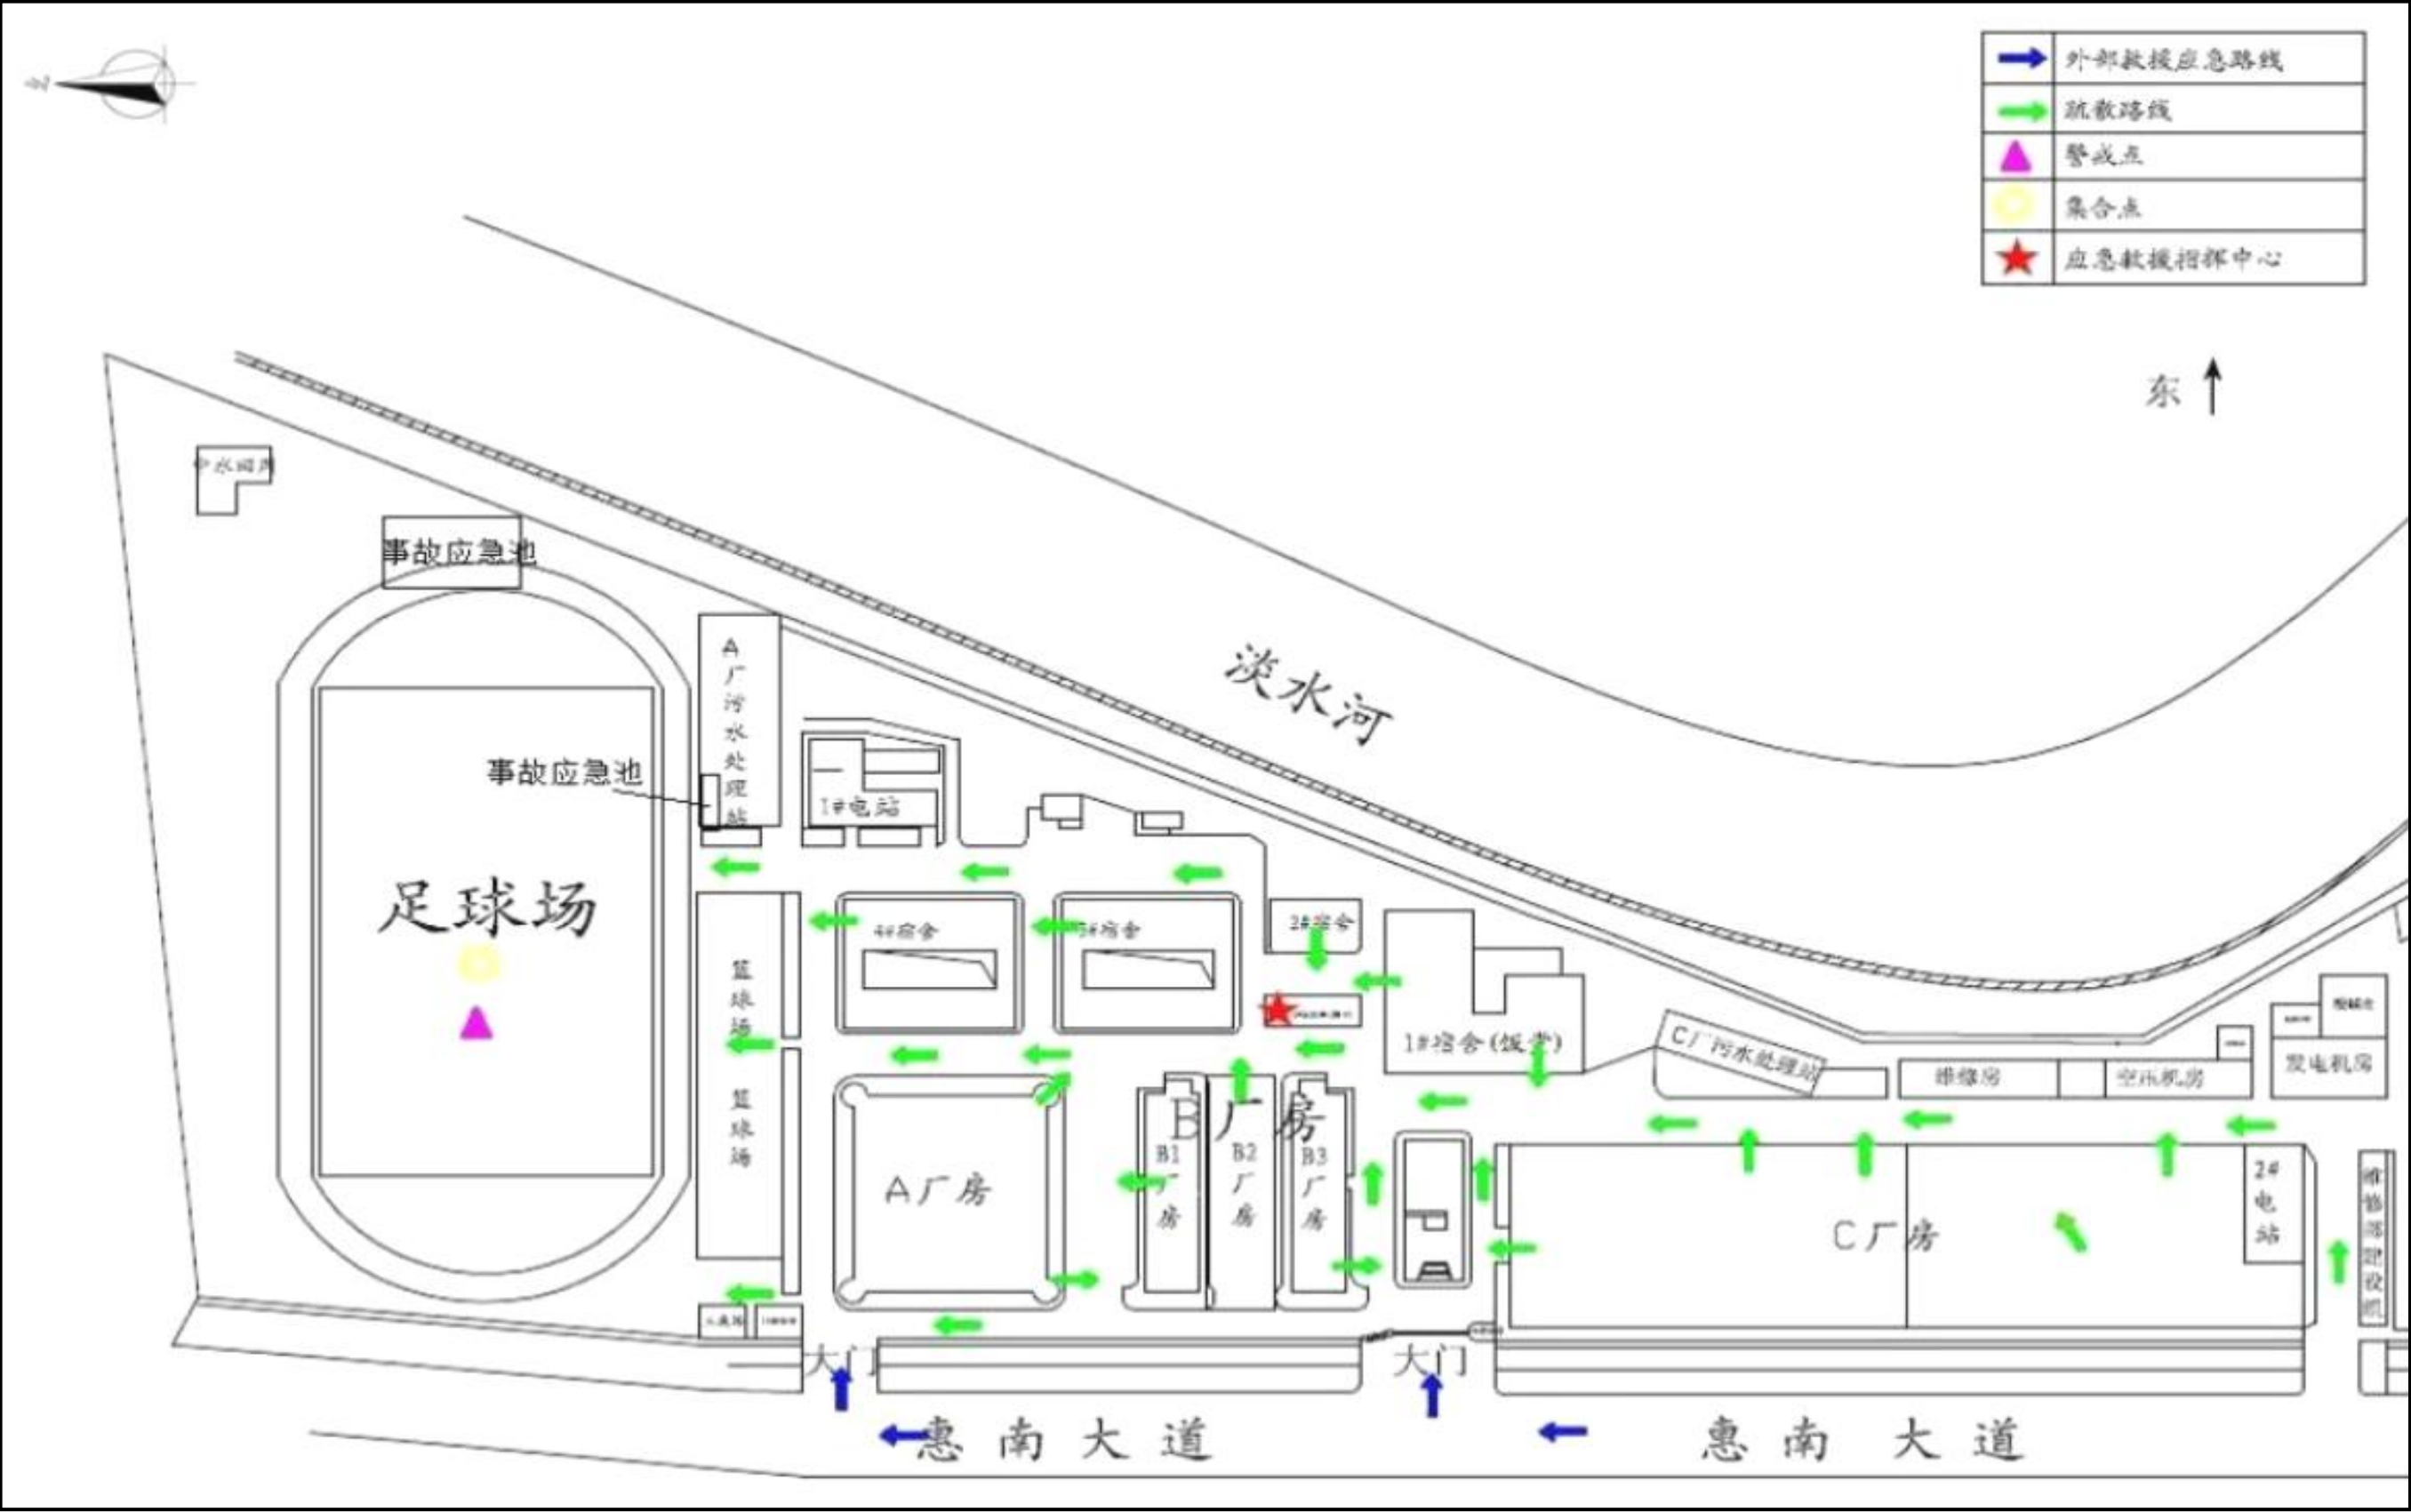 北
外部救援应急路线
疏散路线
警戒点
集合点
应急救援指挥中心
东
中水回用
事故应急池
A厂污水处理站
淡水河
事故应急池
1#电站
足球场
4#宿舍
3#宿舍
2#宿舍
篮球场
1#宿舍(饭堂)
C厂污水处理站
维修房
空压机房
发电机房
篮球场
B厂房
A厂房
B1厂房
B2厂房
B3厂房
C厂房
2#电站
大门
大门
惠南大道
惠南大道